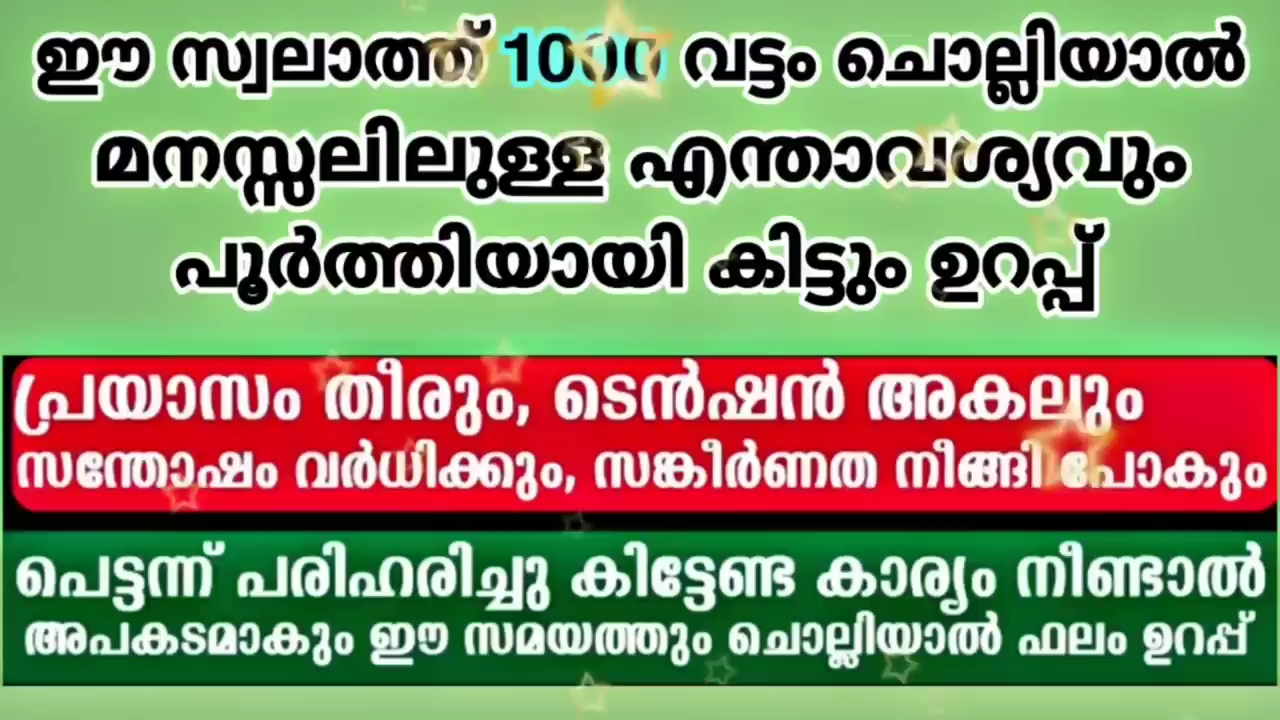 ഈ സ്വലാത്ത് 1000 വട്ടം ചൊല്ലിയാൽ
മനസ്സലിലുള്ള എന്താവശ്യവും
പൂർത്തിയായി കിട്ടും ഉറപ്പ്
പ്രയാസം തീരും, ടെൻഷൻ അകലും
സന്തോഷം വർധിക്കും, സങ്കീർണത നീങ്ങി പോകും
പെട്ടന്ന് പരിഹരിച്ചു കിട്ടേണ്ട കാര്യം നീണ്ടാൽ
അപകടമാകും ഈ സമയത്തും ചൊല്ലിയാൽ ഫലം ഉറപ്പ്